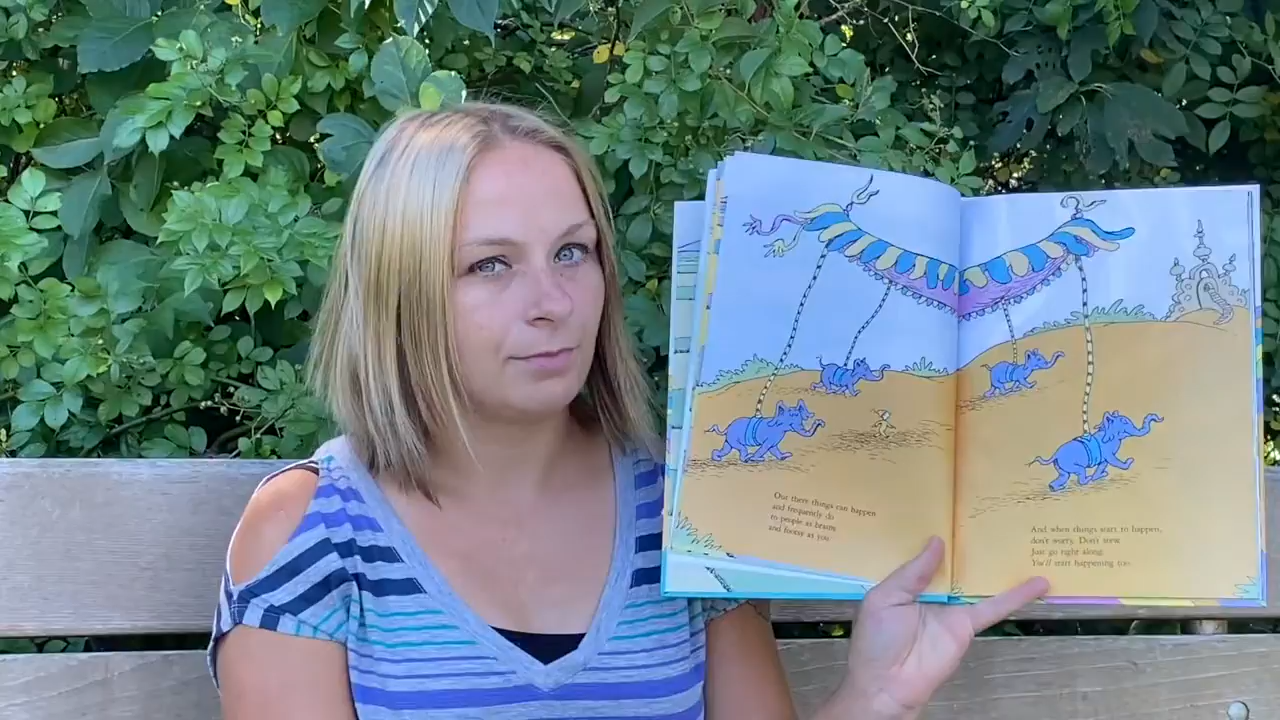 Out there things can happen
and frequently do
to people as brainy
and footsy as you.
And when things start to happen,
don't worry. Don't stew.
Just go right along.
You'll start happening too.